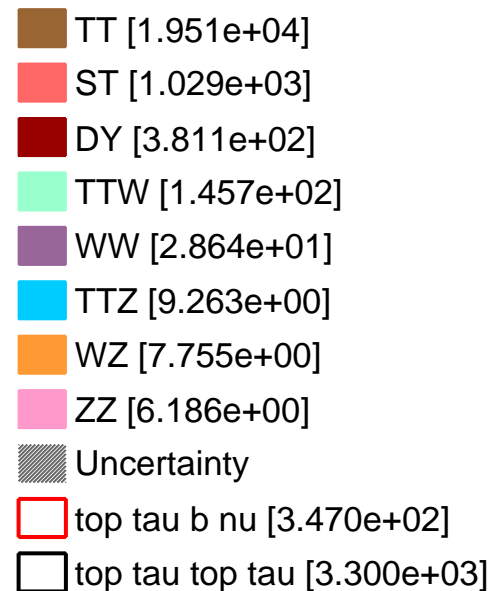 TT [1.951e+04]
ST [1.029e+03]
DY [3.811e+02]
TTW [1.457e+02]
WW [2.864e+01]
TTZ [9.263e+00]
WZ [7.755e+00]
ZZ [6.186e+00]
Uncertainty
top tau b nu [3.470e+02]
top tau top tau [3.300e+03]